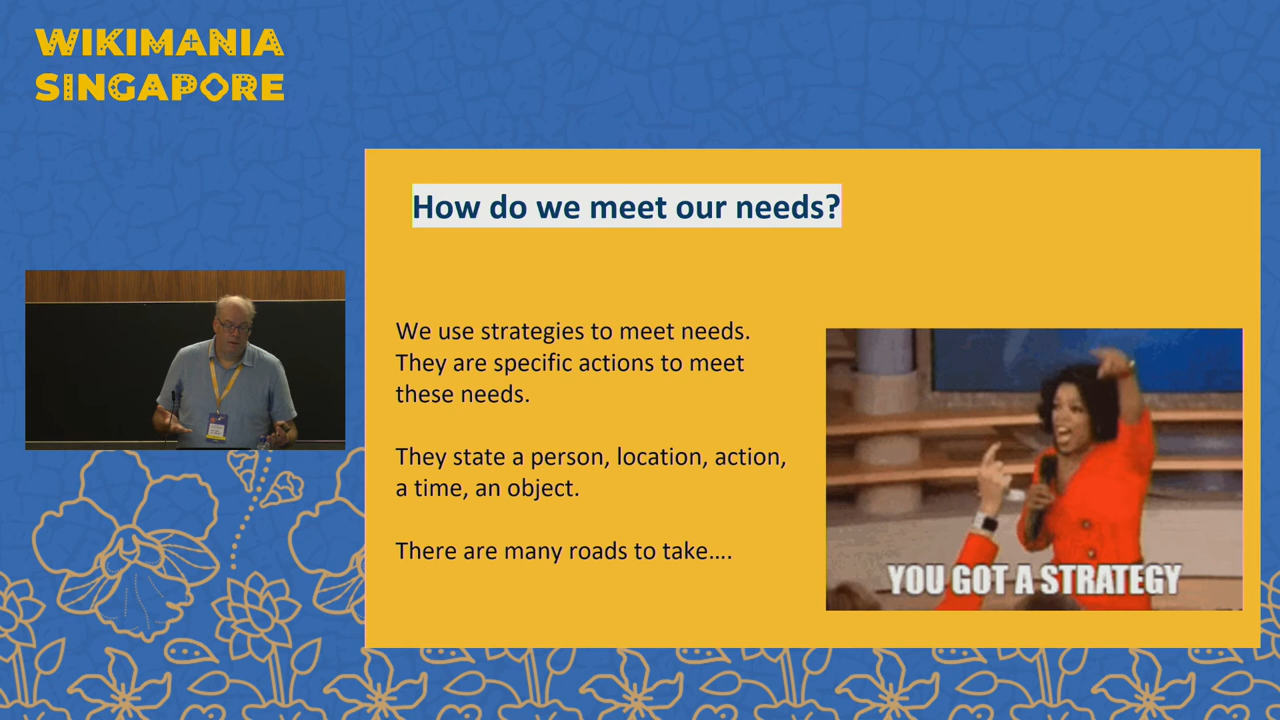 WIKIMANIA
SINGAPORE
How do we meet our needs?
We use strategies to meet needs.
They are specific actions to meet
these needs.
They state a person, location, action,
a time, an object.
There are many roads to take....
YOU GOT A STRATEGY